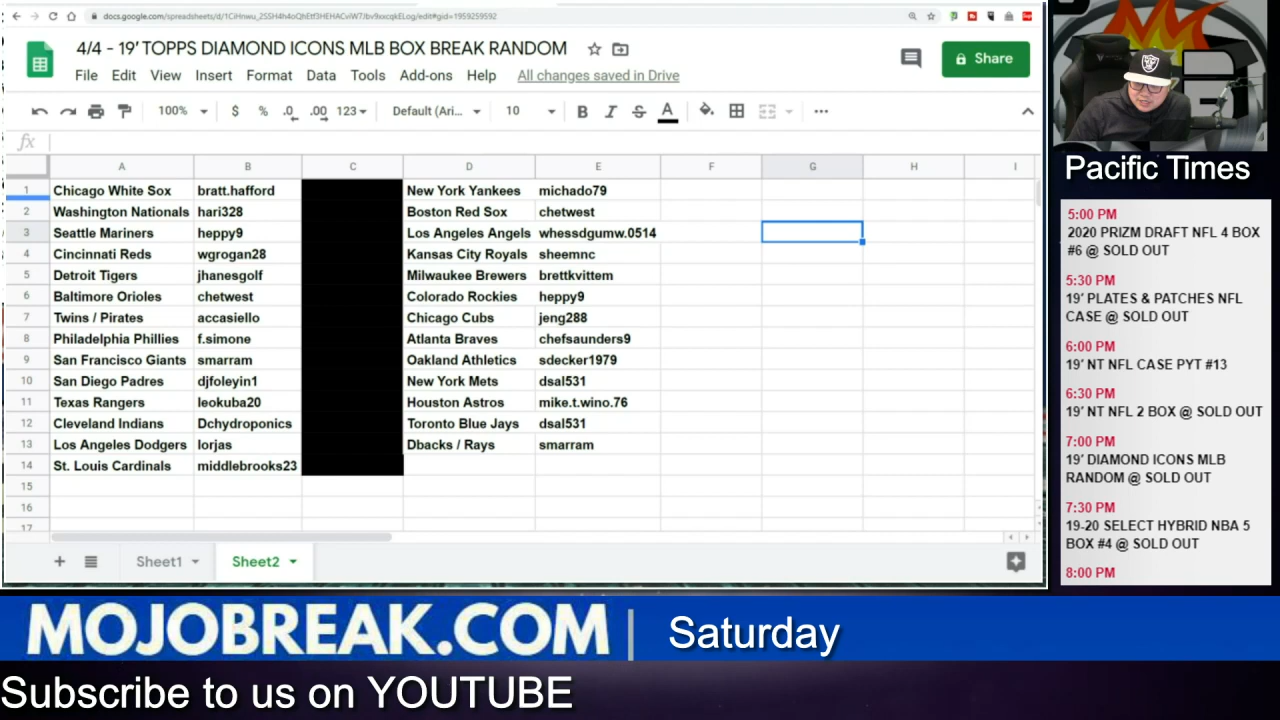 docs.google.com/spreadsheets/d/
4/4 - 19' TOPPS DIAMOND ICONS MLB BOX BREAK RANDOM
File Edit View Insert Format Data Tools Add-ons Help All changes saved in Drive
Share
100% $ % .0 .00 123 Default (Ari... 10 B I S A
fx
A B C D E F G H I
1 Chicago White Sox bratt.hafford New York Yankees michado79
2 Washington Nationals hari328 Boston Red Sox chetwest
3 Seattle Mariners heppy9 Los Angeles Angels whessdgumw.0514
4 Cincinnati Reds wgrogan28 Kansas City Royals sheemnc
5 Detroit Tigers jhanesgolf Milwaukee Brewers brettkvittem
6 Baltimore Orioles chetwest Colorado Rockies heppy9
7 Twins / Pirates accasiello Chicago Cubs jeng288
8 Philadelphia Phillies f.simone Atlanta Braves chefsaunders9
9 San Francisco Giants smarram Oakland Athletics sdecker1979
10 San Diego Padres djfoleyin1 New York Mets dsal531
11 Texas Rangers leokuba20 Houston Astros mike.t.wino.76
12 Cleveland Indians Dchydroponics Toronto Blue Jays dsal531
13 Los Angeles Dodgers lorjas Dbacks / Rays smarram
14 St. Louis Cardinals middlebrooks23
15
16
17
Sheet1 Sheet2
Pacific Times
5:00 PM
2020 PRIZM DRAFT NFL 4 BOX
#6 @ SOLD OUT
5:30 PM
19' PLATES & PATCHES NFL
CASE @ SOLD OUT
6:00 PM
19' NT NFL CASE PYT #13
6:30 PM
19' NT NFL 2 BOX @ SOLD OUT
7:00 PM
19' DIAMOND ICONS MLB
RANDOM @ SOLD OUT
7:30 PM
19-20 SELECT HYBRID NBA 5
BOX #4 @ SOLD OUT
8:00 PM
MOJOBREAK.COM | Saturday
Subscribe to us on YOUTUBE